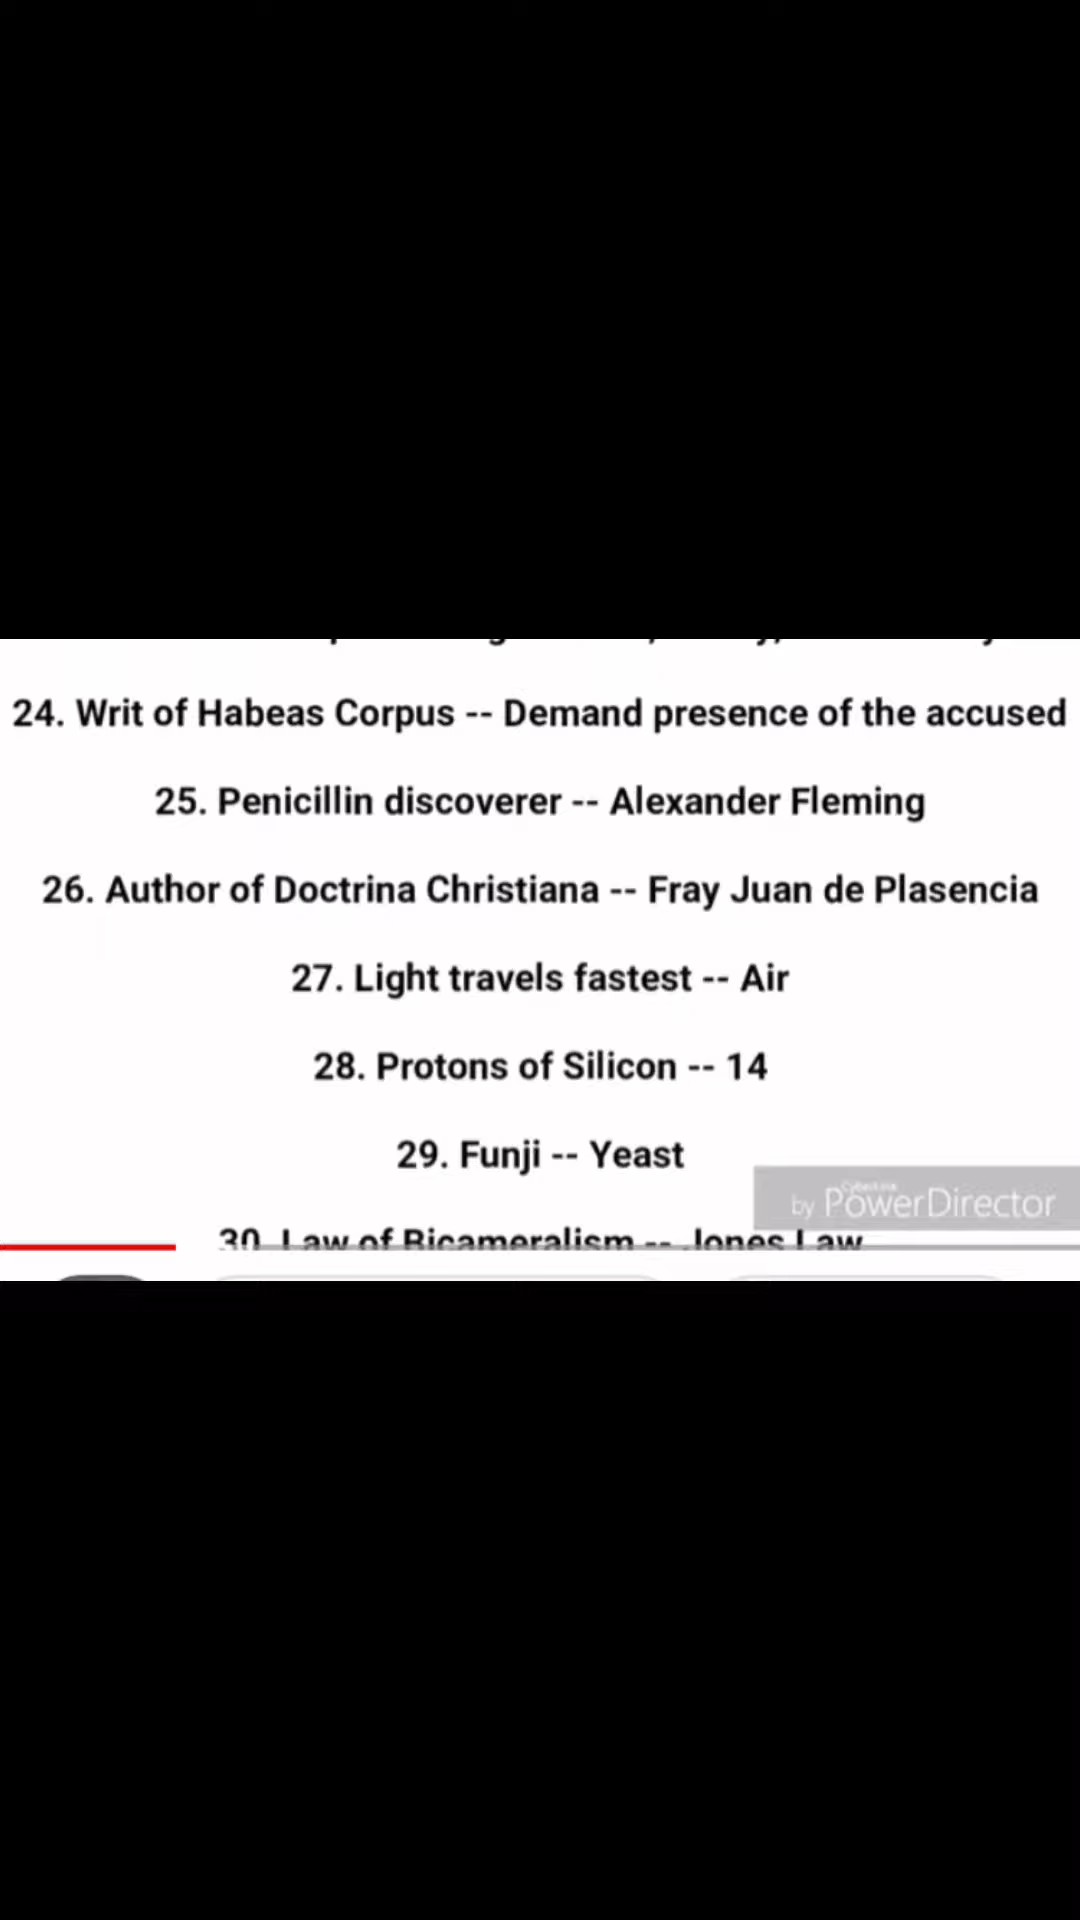 24. Writ of Habeas Corpus -- Demand presence of the accused
25. Penicillin discoverer -- Alexander Fleming
26. Author of Doctrina Christiana -- Fray Juan de Plasencia
27. Light travels fastest -- Air
28. Protons of Silicon -- 14
29. Funji -- Yeast
CyberLink
by PowerDirector
30. Law of Bicameralism -- Jones Law